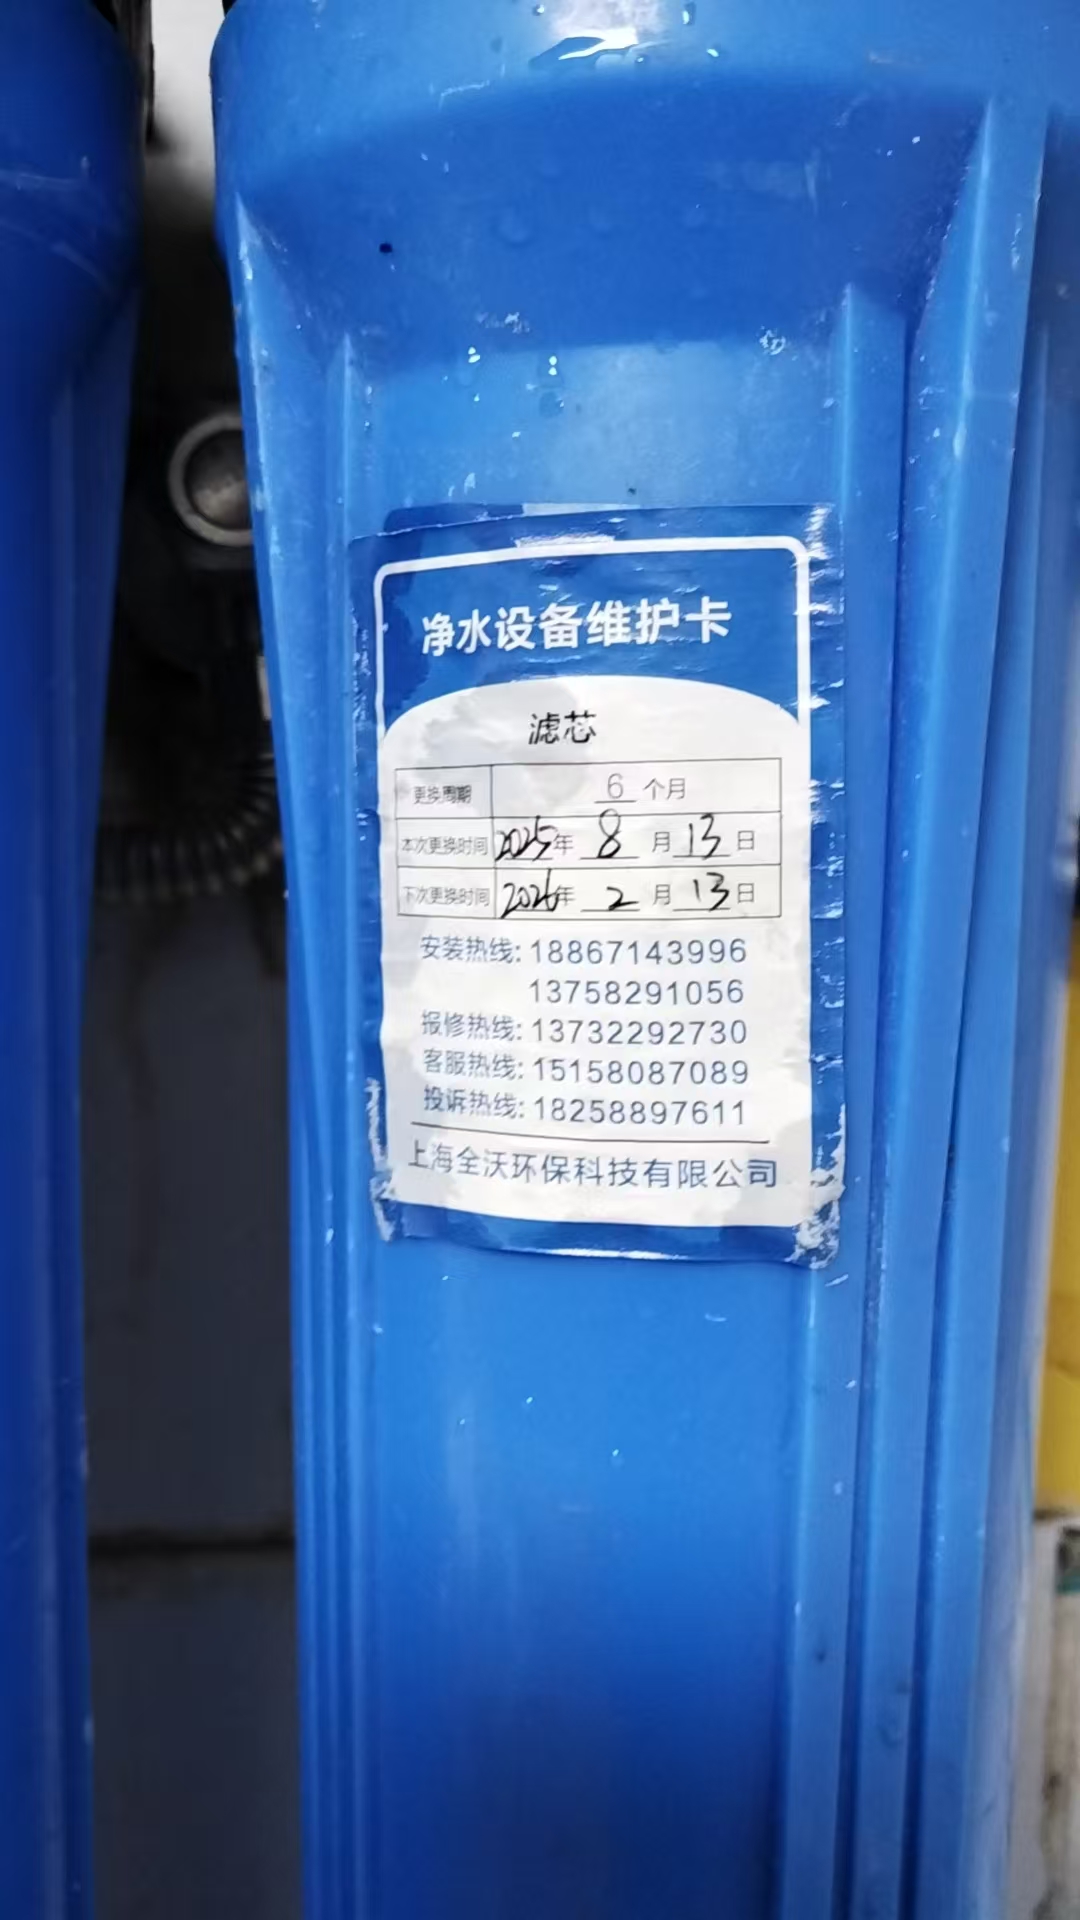 净水设备维护卡
滤芯
更换周期 6 个月
本次更换时间 2025年 8 月 13 日
下次更换时间 2026年 2 月 13 日
安装热线: 18867143996
13758291056
报修热线: 13732292730
客服热线: 15158087089
投诉热线: 18258897611
上海全沃环保科技有限公司